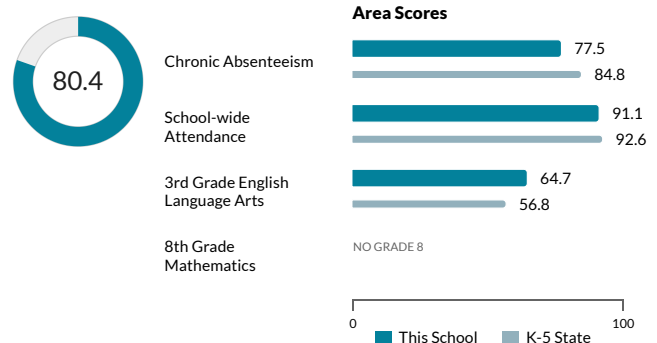 Area Scores
80.4
Chronic Absenteeism
77.5
84.8
School-wide
Attendance
91.1
92.6
3rd Grade English
Language Arts
64.7
56.8
8th Grade
Mathematics
NO GRADE 8
0
100
This School
K-5 State